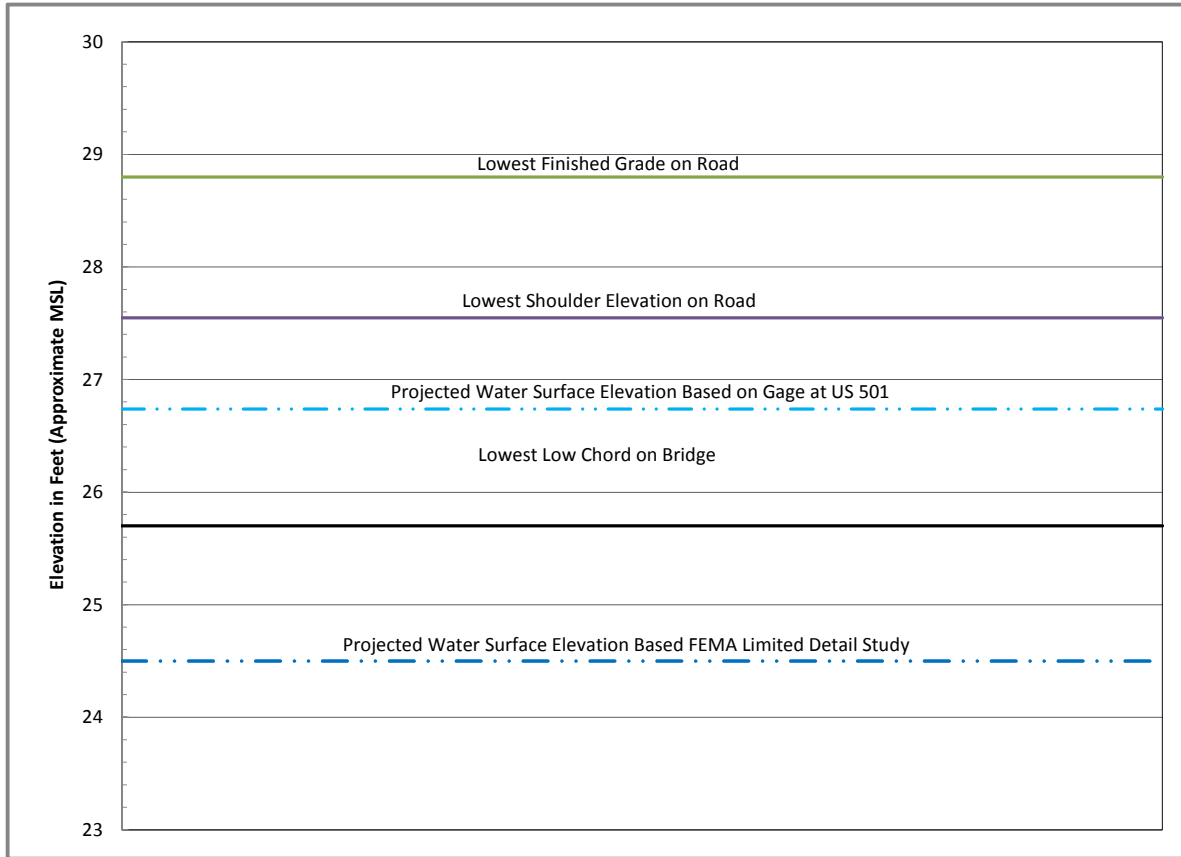 30
29
28
27
26
25
24
23
Elevation in Feet (Approximate MSL)
Lowest Finished Grade on Road
Lowest Shoulder Elevation on Road
Projected Water Surface Elevation Based on Gage at US 501
Lowest Low Chord on Bridge
Projected Water Surface Elevation Based FEMA Limited Detail Study